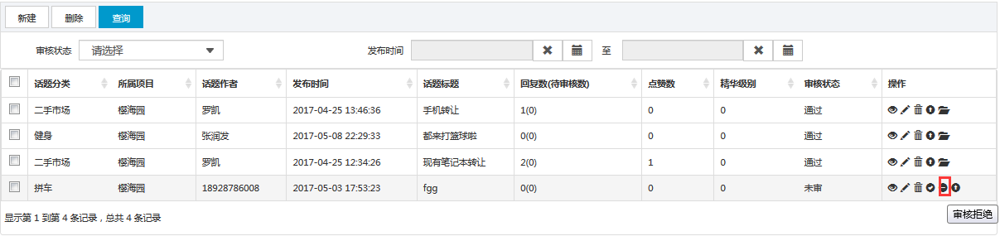 新建 删除 查询
审核状态 请选择 发布时间 至
话题分类 所属项目 话题作者 发布时间 话题标题 回复数(待审核数) 点赞数 精华级别 审核状态 操作
二手市场 樱海园 罗凯 2017-04-25 13:46:36 手机转让 1(0) 0 0 通过
健身 樱海园 张润发 2017-05-08 22:29:33 都来打篮球啦 0(0) 0 0 通过
二手市场 樱海园 罗凯 2017-04-25 12:34:26 现有笔记本转让 2(0) 1 0 通过
拼车 樱海园 18928786008 2017-05-03 17:53:23 fgg 0(0) 0 0 未审
显示第 1 到第 4 条记录，总共 4 条记录
审核拒绝